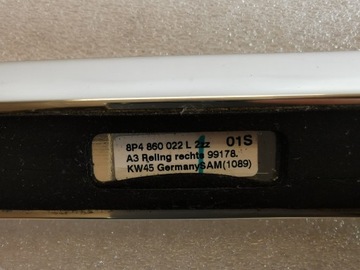 8P4 860 022 L 2zz 01S
A3 Reling rechts 99178.
KW45 GermanySAM(1089)